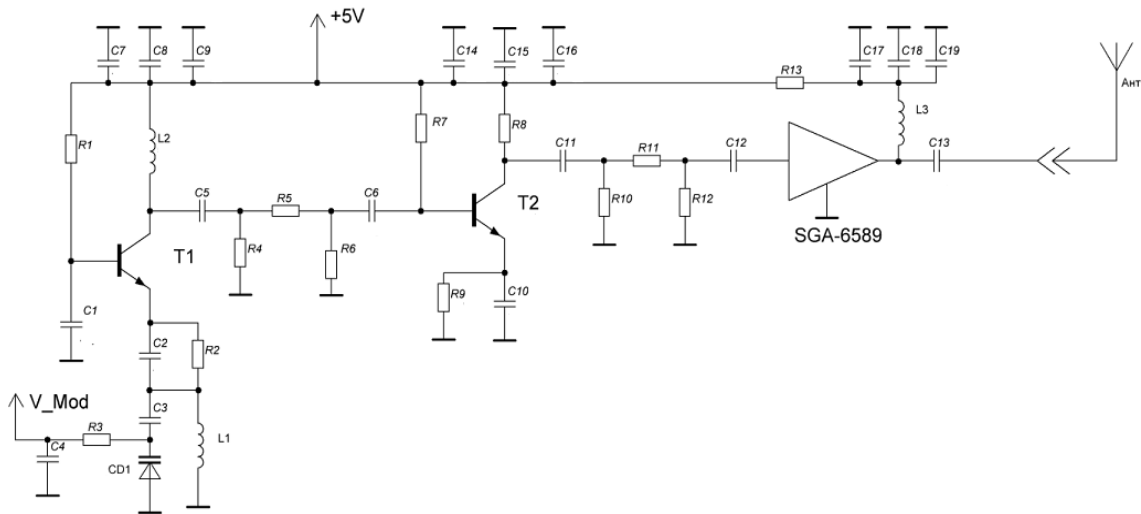 +5V
C7
C8
C9
C14
C15
C16
C17
C18
C19
R13
Ант
L3
R1
L2
R7
R8
C11
R11
C12
C13
C5
R5
C6
T2
R10
R12
SGA-6589
T1
R4
R6
C1
R9
C10
C2
R2
V_Mod
C3
R3
L1
C4
CD1